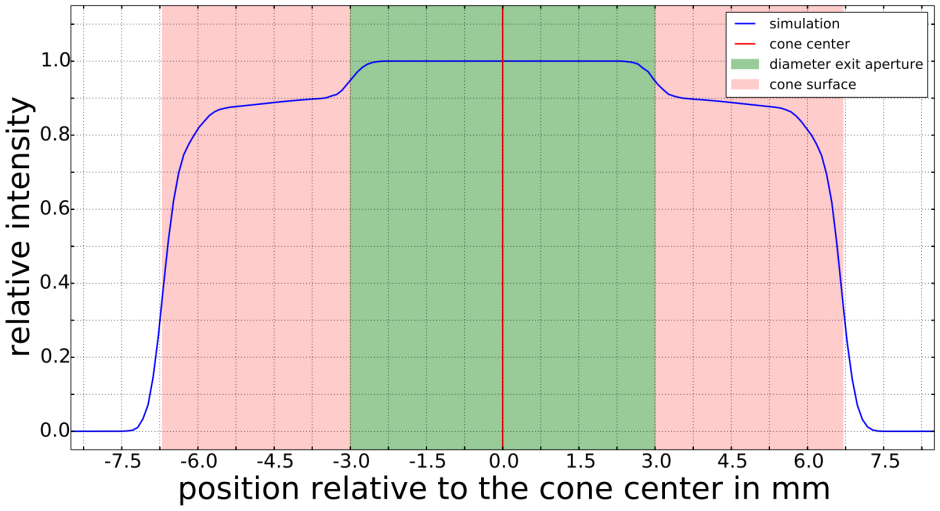 simulation
cone center
diameter exit aperture
cone surface
relative intensity
1.0
0.8
0.6
0.4
0.2
0.0
-7.5 -6.0 -4.5 -3.0 -1.5 0.0 1.5 3.0 4.5 6.0 7.5
position relative to the cone center in mm